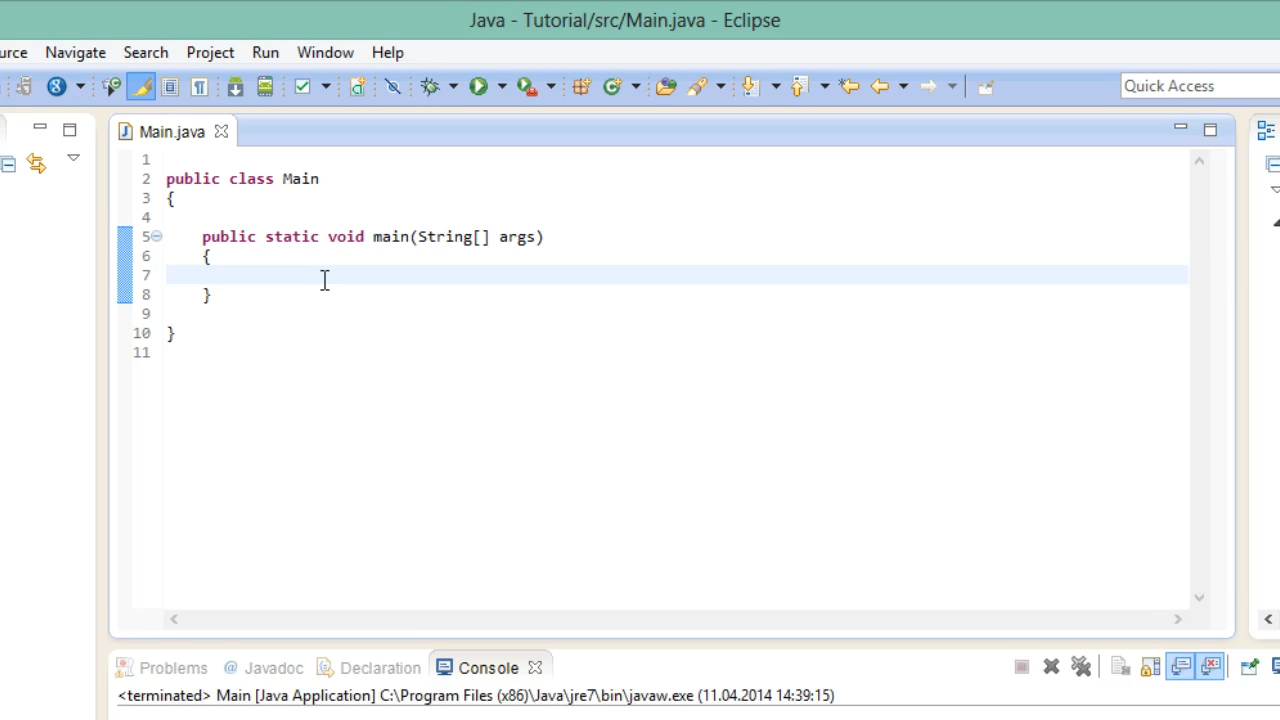 Java - Tutorial/src/Main.java - Eclipse
urce Navigate Search Project Run Window Help
8 Quick Access
J Main.java
1
2 public class Main
3 {
4
5 public static void main(String[] args)
6 {
7
8 }
9
10 }
11
Problems @ Javadoc Declaration Console
<terminated> Main [Java Application] C:\Program Files (x86)\Java\jre7\bin\javaw.exe (11.04.2014 14:39:15)